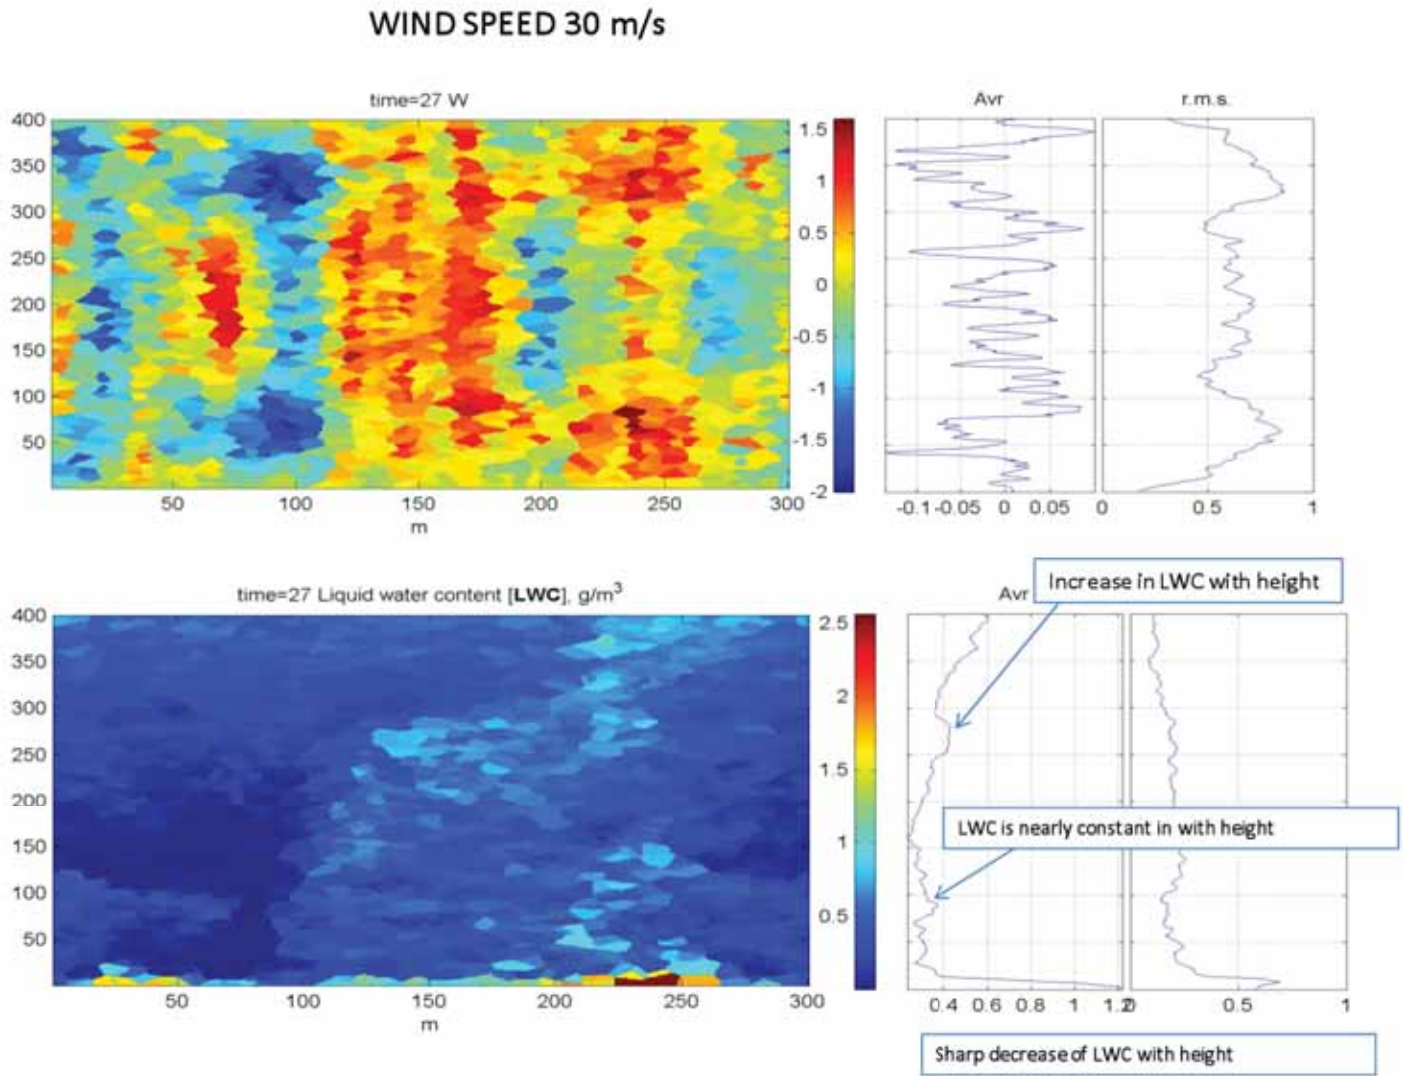 WIND SPEED 30 m/s
time=27 W
Avr
r.m.s.
400
350
300
250
200
150
100
50
50 100 150 200 250 300
m
1.5
1
0.5
0
-0.5
-1
-1.5
-2
-0.1 -0.05 0 0.05
0 0.5 1
time=27 Liquid water content [LWC], g/m³
Avr
Increase in LWC with height
400
350
300
250
200
150
100
50
50 100 150 200 250 300
m
2.5
2
1.5
1
0.5
LWC is nearly constant in with height
0.4 0.6 0.8 1 1.2
0 1
Sharp decrease of LWC with height